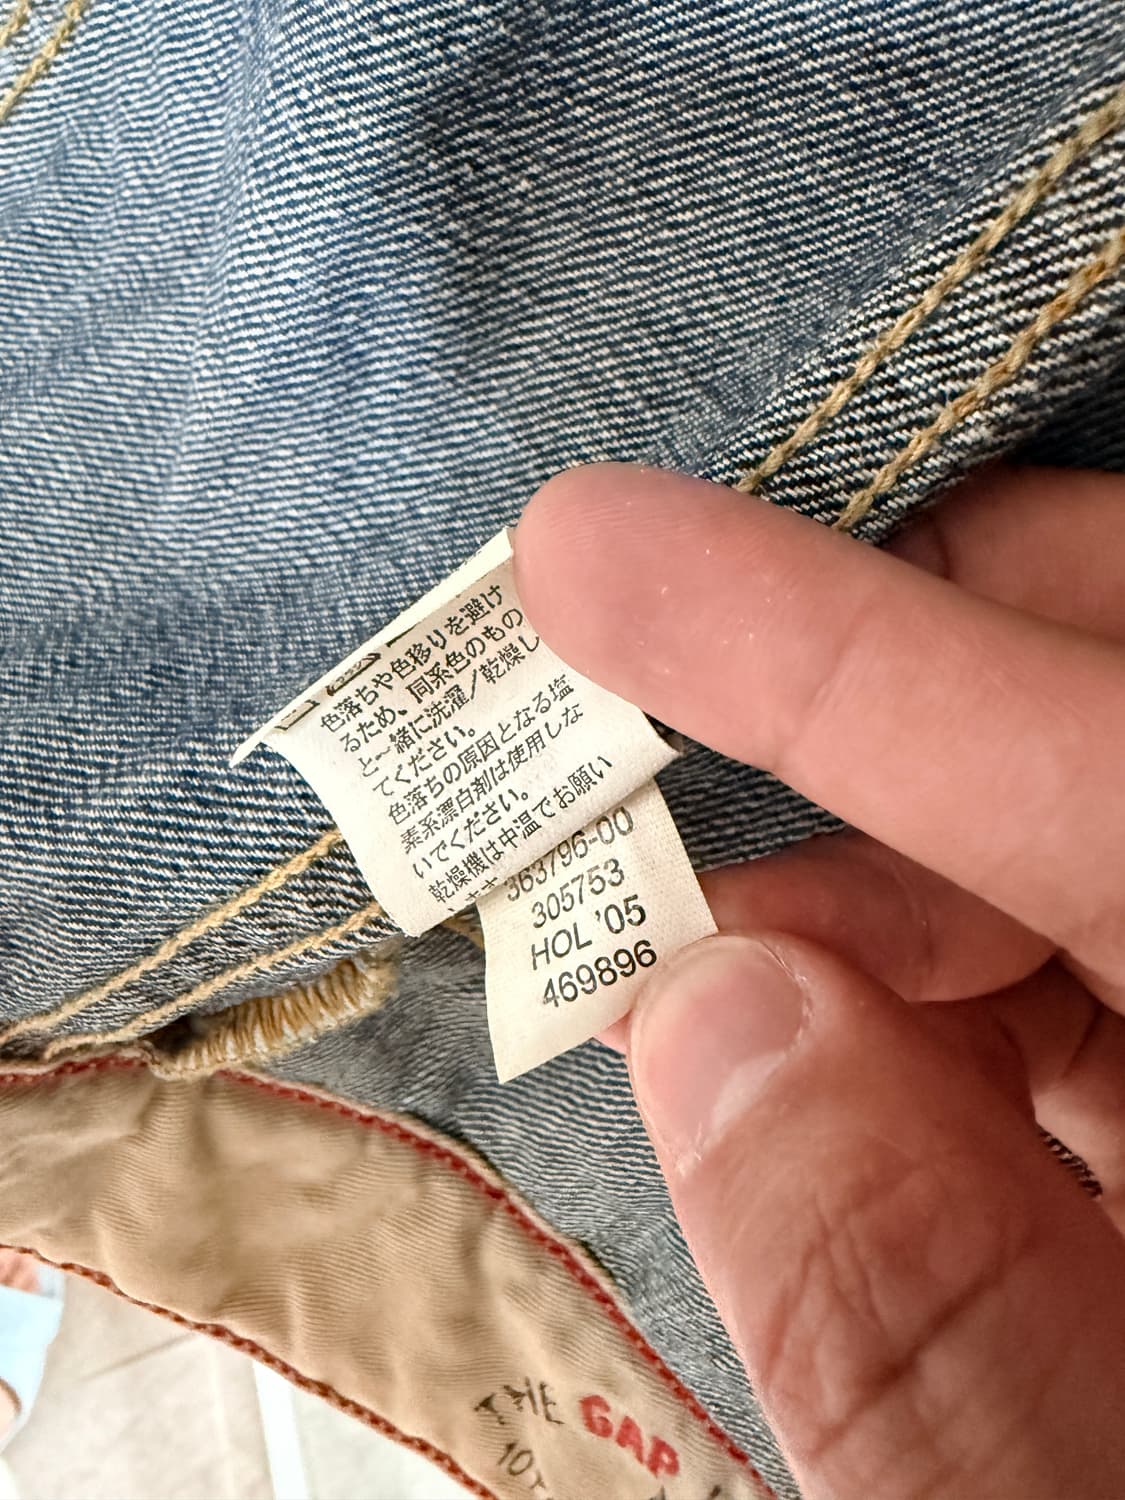 色落ちや色移りを避け
るため、同系色のもの
と一緒に洗濯／乾燥し
てください。
色落ちの原因となる塩
素系漂白剤は使用しな
いでください。
乾燥機は中温でお願い
363796-00
305753
HOL '05
469896
THE GAP